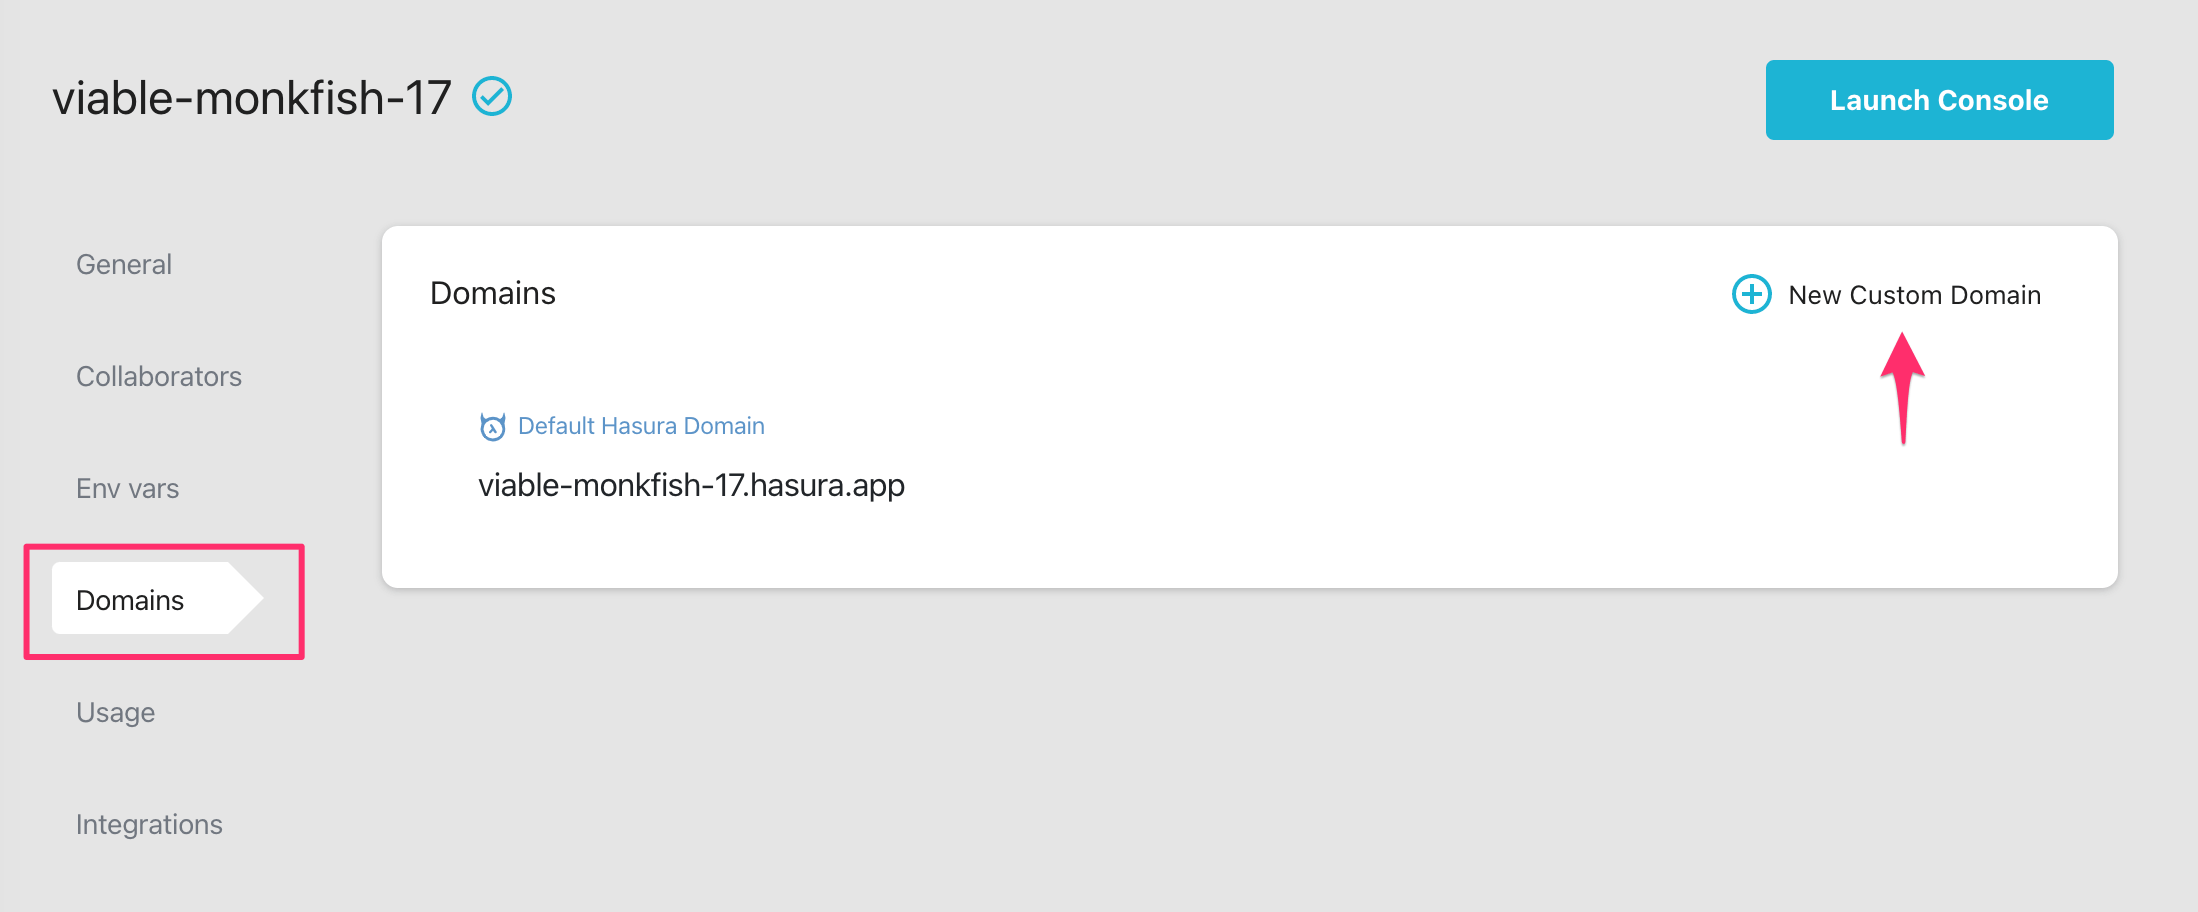 viable-monkfish-17
Launch Console
General
Collaborators
Env vars
Domains
Usage
Integrations
Domains
New Custom Domain
Default Hasura Domain
viable-monkfish-17.hasura.app